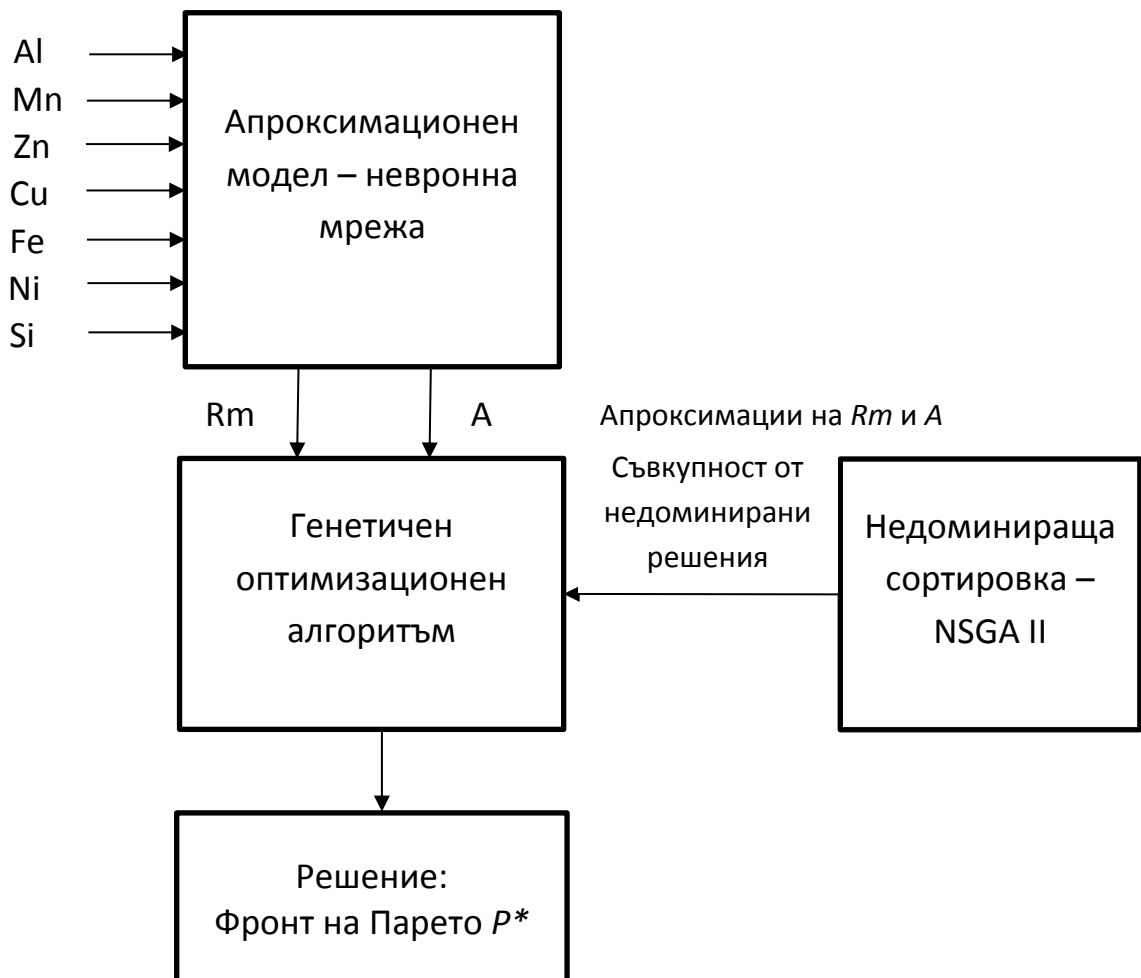 Al
Mn
Zn
Cu
Fe
Ni
Si
Апроксимационен
модел – невронна
мрежа
Rm
A
Апроксимации на Rm и A
Съвкупност от
недоминирани
решения
Генетичен
оптимизационен
алгоритъм
Недоминираща
сортировка –
NSGA II
Решение:
Фронт на Парето P*